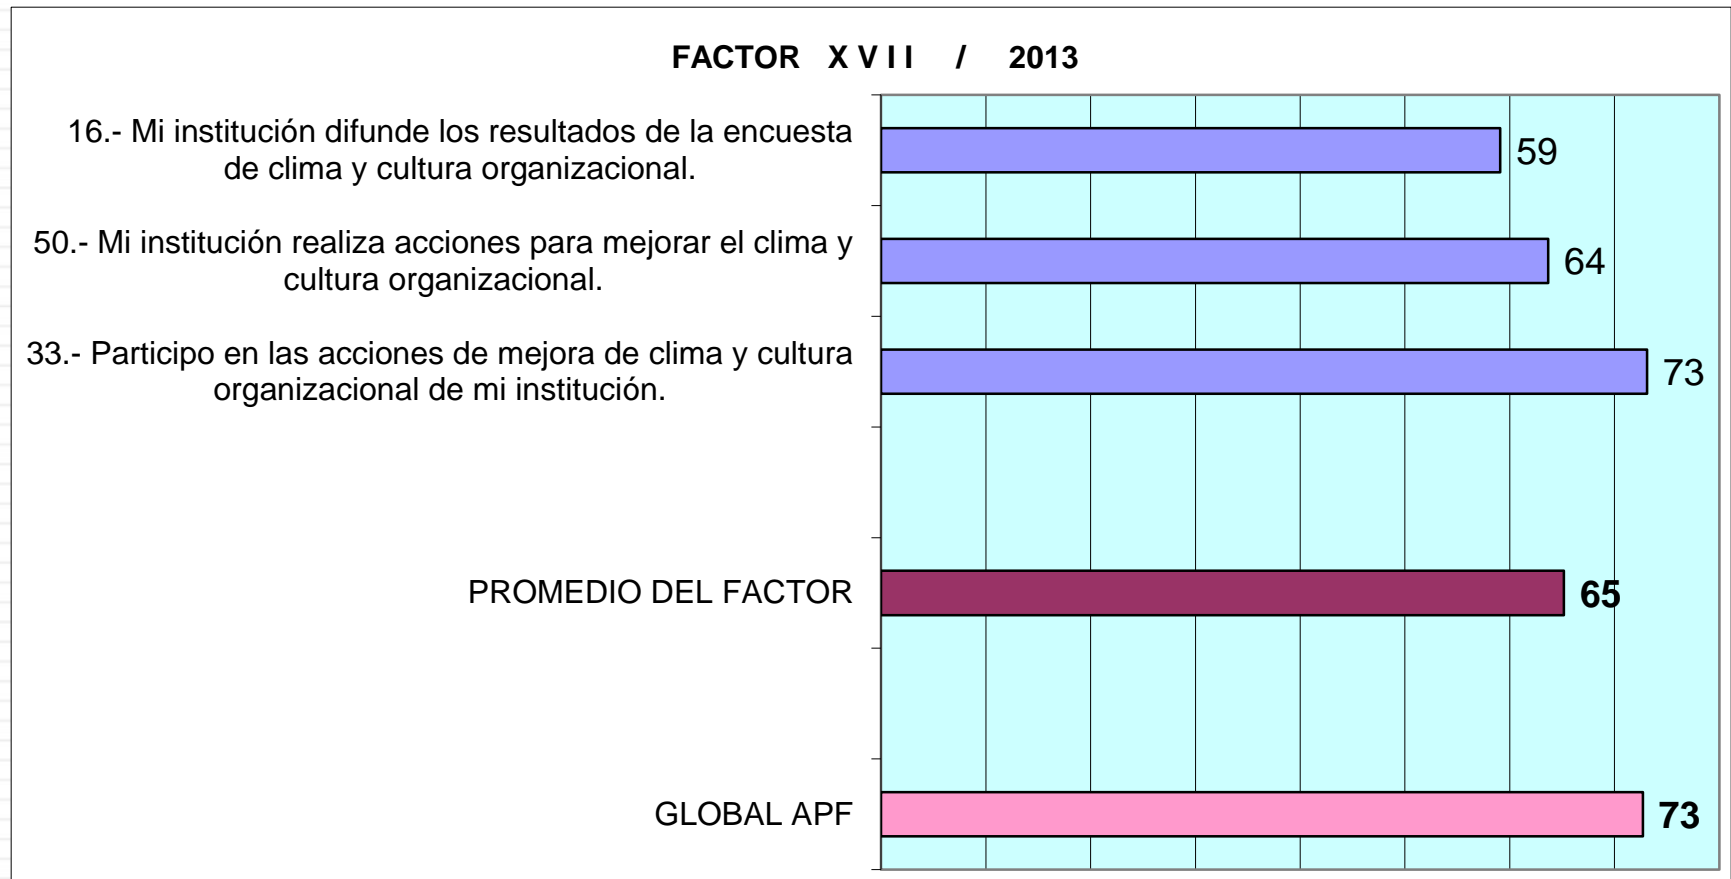 FACTOR X V I I / 2013
16.- Mi institución difunde los resultados de la encuesta
de clima y cultura organizacional.
59
50.- Mi institución realiza acciones para mejorar el clima y
cultura organizacional.
64
33.- Participo en las acciones de mejora de clima y cultura
organizacional de mi institución.
73
PROMEDIO DEL FACTOR
65
GLOBAL APF
73